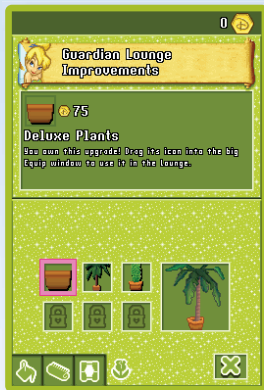 0
Guardian Lounge
Improvements
75
Deluxe Plants
You own this upgrade! Drag its icon into the big
Equip window to use it in the lounge.